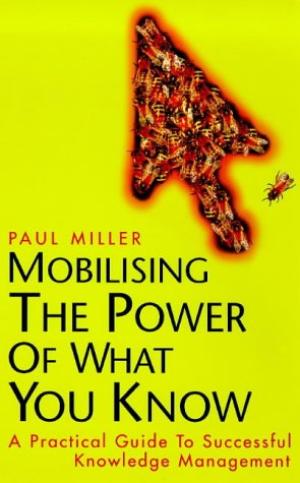 PAUL MILLER
MOBILISING
THE POWER
OF WHAT
YOU KNOW
A Practical Guide To Successful
Knowledge Management